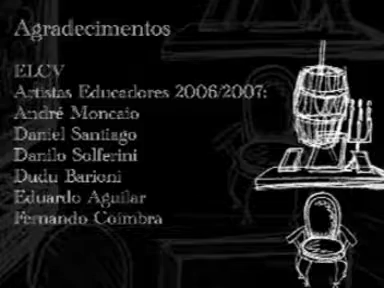 Agradecimentos
ELCV
Artistas Educadores 2006/2007:
André Moncaio
Daniel Santiago
Danilo Solferini
Dudu Barioni
Eduardo Aguilar
Fernando Coimbra